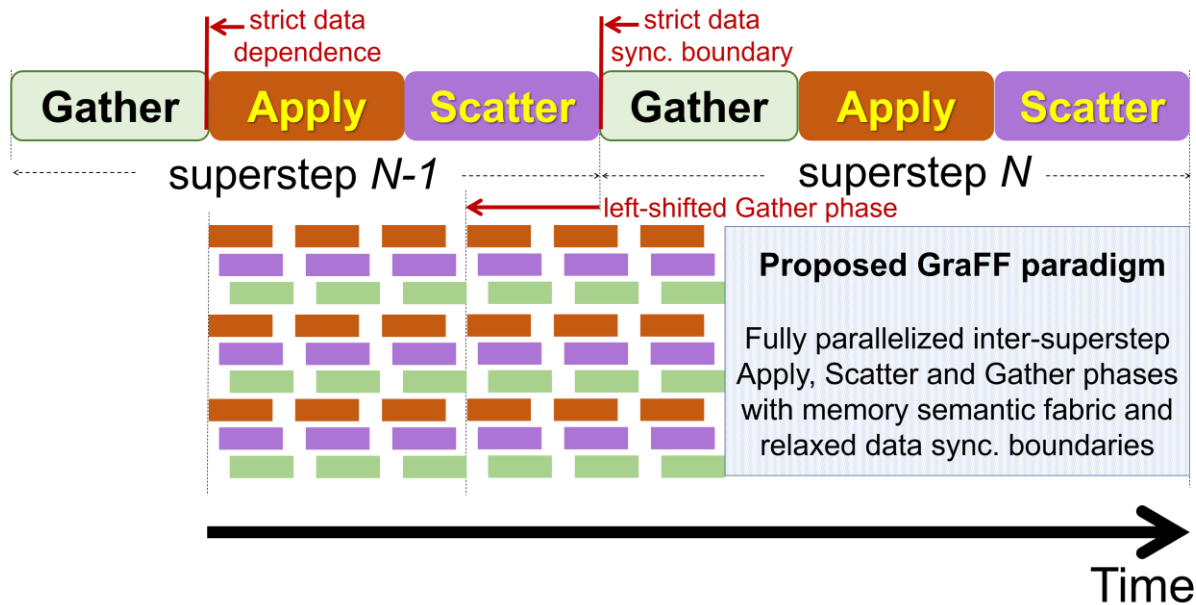 strict data
dependence
strict data
sync. boundary
Gather
Apply
Scatter
Gather
Apply
Scatter
superstep N-1
superstep N
left-shifted Gather phase
Proposed GraFF paradigm
Fully parallelized inter-superstep
Apply, Scatter and Gather phases
with memory semantic fabric and
relaxed data sync. boundaries
Time